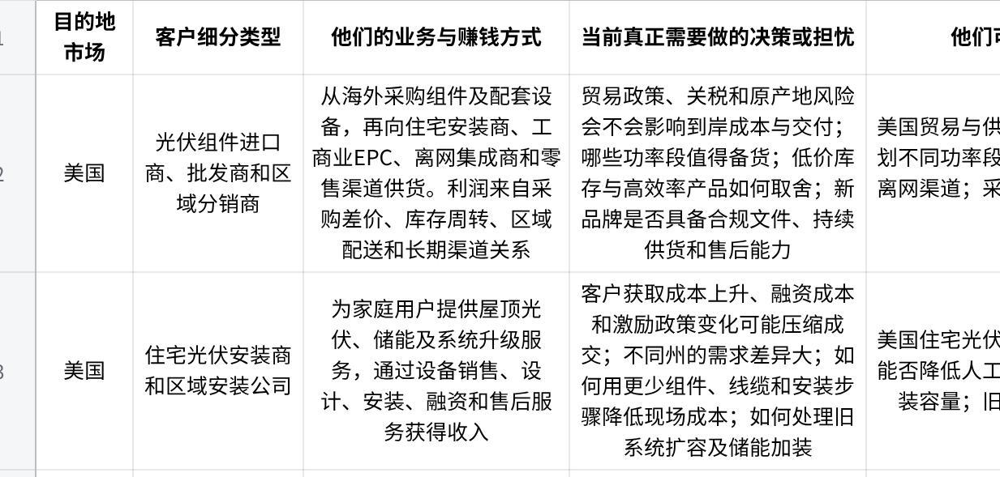 目的地
市场
客户细分类型
他们的业务与赚钱方式
当前真正需要做的决策或担忧
他们
美国
光伏组件进口
商、批发商和区
域分销商
从海外采购组件及配套设
备，再向住宅安装商、工
商业EPC、离网集成商和零
售渠道供货。利润来自采
购差价、库存周转、区域
配送和长期渠道关系
贸易政策、关税和原产地风险
会不会影响到岸成本与交付；
哪些功率段值得备货；低价库
存与高效率产品如何取舍；新
品牌是否具备合规文件、持续
供货和售后能力
美国贸易与供
划不同功率段
离网渠道；采
3
美国
住宅光伏安装商
和区域安装公司
为家庭用户提供屋顶光
伏、储能及系统升级服
务，通过设备销售、设
计、安装、融资和售后服
务获得收入
客户获取成本上升、融资成本
和激励政策变化可能压缩成
交；不同州的需求差异大；如
何用更少组件、线缆和安装步
骤降低现场成本；如何处理旧
系统扩容及储能加装
美国住宅光伏
能否降低人工
装容量；旧